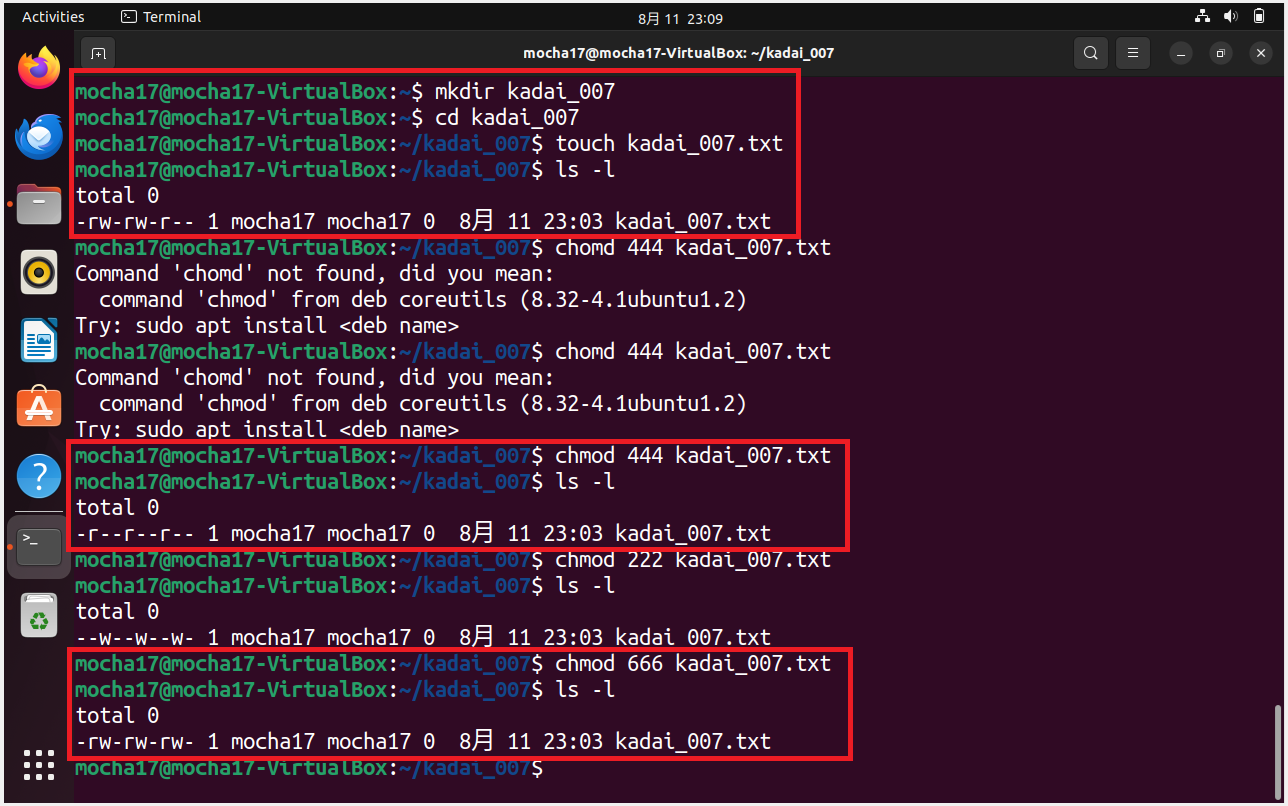 Activities Terminal 8月 11 23:09
mocha17@mocha17-VirtualBox: ~/kadai_007
mocha17@mocha17-VirtualBox:~$ mkdir kadai_007
mocha17@mocha17-VirtualBox:~$ cd kadai_007
mocha17@mocha17-VirtualBox:~/kadai_007$ touch kadai_007.txt
mocha17@mocha17-VirtualBox:~/kadai_007$ ls -l
total 0
-rw-rw-r-- 1 mocha17 mocha17 0  8月 11 23:03 kadai_007.txt
mocha17@mocha17-VirtualBox:~/kadai_007$ chomd 444 kadai_007.txt
Command 'chomd' not found, did you mean:
  command 'chmod' from deb coreutils (8.32-4.1ubuntu1.2)
Try: sudo apt install <deb name>
mocha17@mocha17-VirtualBox:~/kadai_007$ chomd 444 kadai_007.txt
Command 'chomd' not found, did you mean:
  command 'chmod' from deb coreutils (8.32-4.1ubuntu1.2)
Try: sudo apt install <deb name>
mocha17@mocha17-VirtualBox:~/kadai_007$ chmod 444 kadai_007.txt
mocha17@mocha17-VirtualBox:~/kadai_007$ ls -l
total 0
-r--r--r-- 1 mocha17 mocha17 0  8月 11 23:03 kadai_007.txt
mocha17@mocha17-VirtualBox:~/kadai_007$ chmod 222 kadai_007.txt
mocha17@mocha17-VirtualBox:~/kadai_007$ ls -l
total 0
--w--w--w- 1 mocha17 mocha17 0  8月 11 23:03 kadai_007.txt
mocha17@mocha17-VirtualBox:~/kadai_007$ chmod 666 kadai_007.txt
mocha17@mocha17-VirtualBox:~/kadai_007$ ls -l
total 0
-rw-rw-rw- 1 mocha17 mocha17 0  8月 11 23:03 kadai_007.txt
mocha17@mocha17-VirtualBox:~/kadai_007$